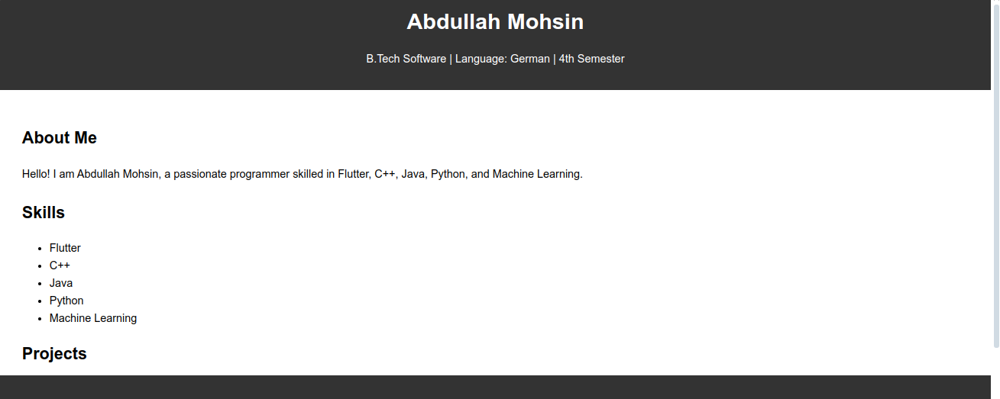 Abdullah Mohsin
B.Tech Software | Language: German | 4th Semester
About Me
Hello! I am Abdullah Mohsin, a passionate programmer skilled in Flutter, C++, Java, Python, and Machine Learning.
Skills
• Flutter
• C++
• Java
• Python
• Machine Learning
Projects